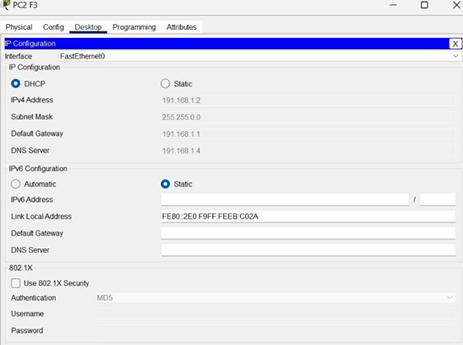 PC2 F3
Physical Config Desktop Programming Attributes
IP Configuration X
Interface FastEthernet0
IP Configuration
DHCP Static
IPv4 Address 191.168.1.2
Subnet Mask 255.255.0.0
Default Gateway 191.168.1.1
DNS Server 191.168.1.4
IPv6 Configuration
Automatic Static
IPv6 Address /
Link Local Address FE80::2E0:F9FF:FEEB:C02A
Default Gateway
DNS Server
802.1X
Use 802.1X Security
Authentication MD5
Username
Password